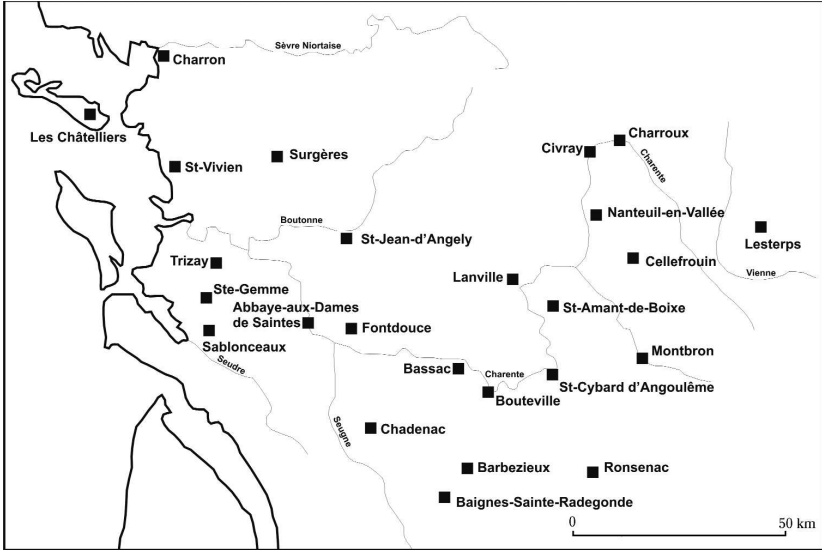 Sèvre Niortaise
Charron
Les Châtelliers
Charroux
Civray
Surgères
St-Vivien
Charente
Nanteuil-en-Vallée
Boutonne
St-Jean-d'Angely
Lesterps
Trizay
Cellefrouin
Vienne
Lanville
Ste-Gemme
Abbaye-aux-Dames
de Saintes
St-Amant-de-Boixe
Fontdouce
Sablonceaux
Montbron
Seudre
Bassac
Charente
St-Cybard d'Angoulême
Bouteville
Seugne
Chadenac
Barbezieux
Ronsenac
Baignes-Sainte-Radegonde
0
50 km